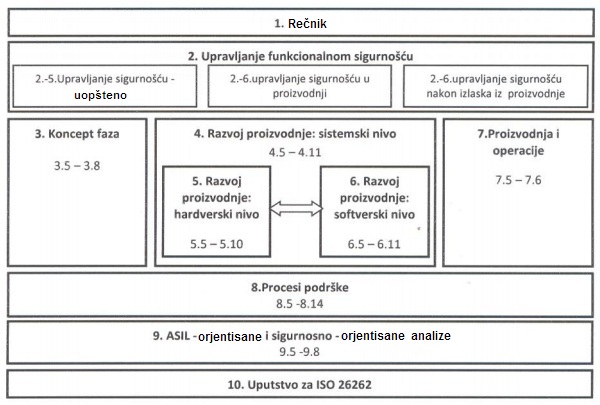 1. Rečnik
2. Upravljanje funkcionalnom sigurnošću
2.-5.Upravljanje sigurnošću -
uopšteno
2.-6.upravljanje sigurnošću u
proizvodnji
2.-6.upravljanje sigurnošću
nakon izlaska iz proizvodnje
3. Koncept faza
3.5 – 3.8
4. Razvoj proizvodnje: sistemski nivo
4.5 – 4.11
5. Razvoj
proizvodnje:
hardverski nivo
5.5 – 5.10
6. Razvoj
proizvodnje:
softverski nivo
6.5 – 6.11
7.Proizvodnja i
operacije
7.5 – 7.6
8.Procesi podrške
8.5 -8.14
9. ASIL -orjentisane i sigurnosno -orjentisane analize
9.5 -9.8
10. Uputstvo za ISO 26262